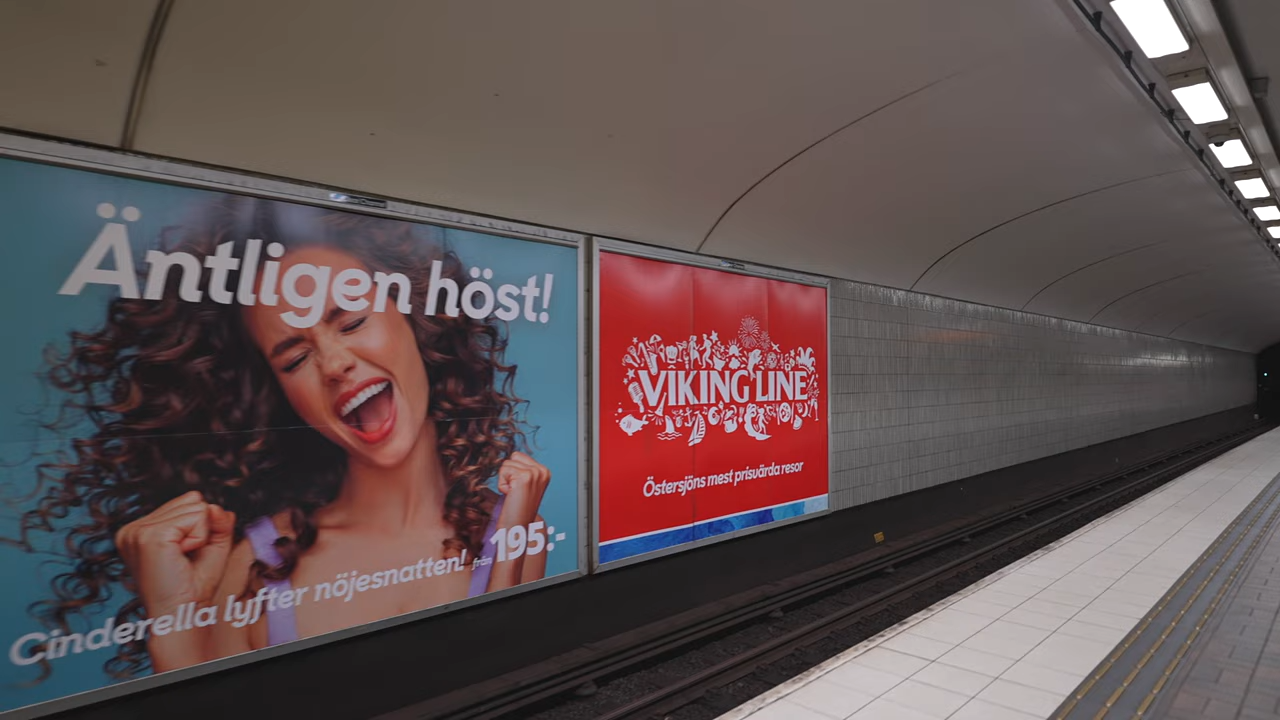 Äntligen höst!
Cinderella lyfter nöjesnatten! från 195:-
VIKING LINE
Östersjöns mest prisvärda resor